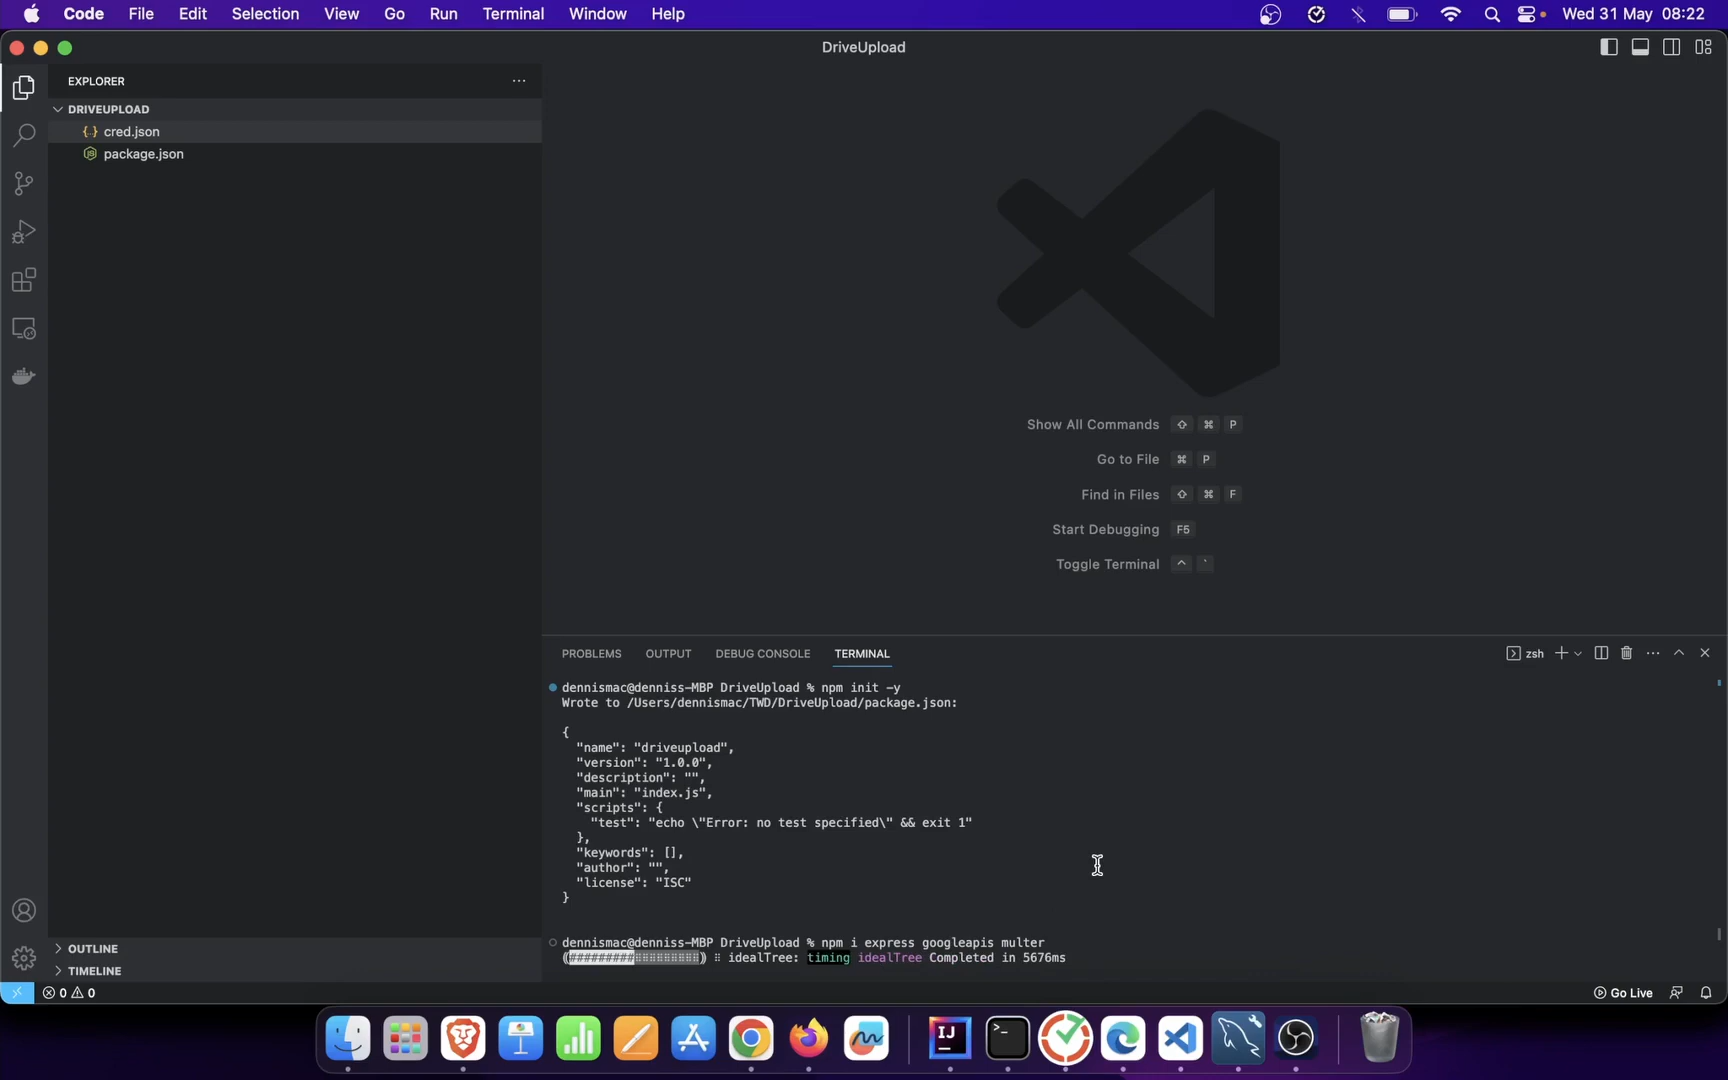 Code File Edit Selection View Go Run Terminal Window Help Wed 31 May 08:22
DriveUpload
EXPLORER
DRIVEUPLOAD
cred.json
package.json
Show All Commands ⇧ ⌘ P
Go to File ⌘ P
Find in Files ⇧ ⌘ F
Start Debugging F5
Toggle Terminal ^ `
PROBLEMS OUTPUT DEBUG CONSOLE TERMINAL zsh
dennismac@denniss-MBP DriveUpload % npm init -y
Wrote to /Users/dennismac/TWD/DriveUpload/package.json:
{
"name": "driveupload",
"version": "1.0.0",
"description": "",
"main": "index.js",
"scripts": {
"test": "echo \"Error: no test specified\" && exit 1"
},
"keywords": [],
"author": "",
"license": "ISC"
}
dennismac@denniss-MBP DriveUpload % npm i express googleapis multer
(#########⠂⠂⠂⠂⠂⠂⠂⠂⠂) ⠇ idealTree: timing idealTree Completed in 5676ms
OUTLINE
TIMELINE
0 0 Go Live
IJ